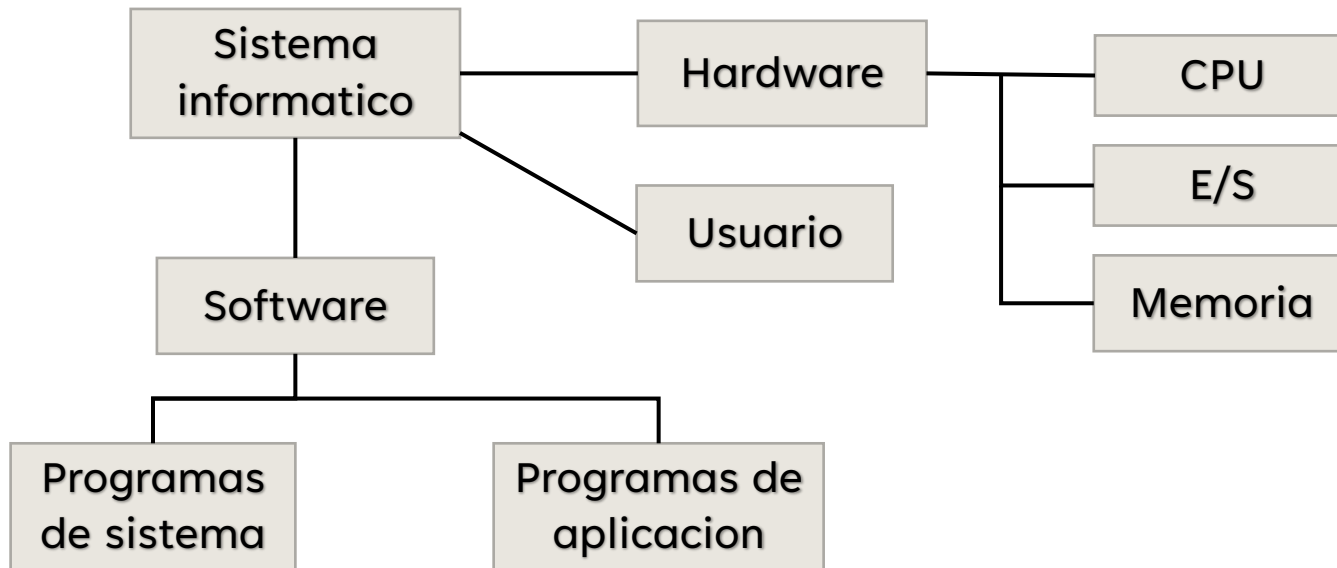 Sistema
informatico
Hardware
CPU
E/S
Usuario
Memoria
Software
Programas
de sistema
Programas de
aplicacion